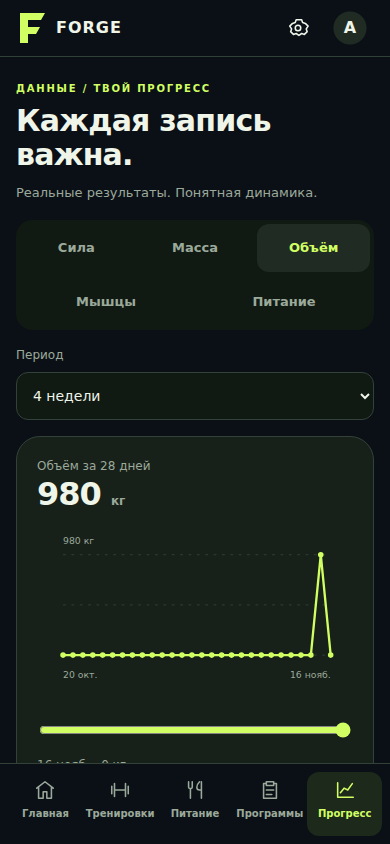 FORGE
A
ДАННЫЕ / ТВОЙ ПРОГРЕСС
Каждая запись
важна.
Реальные результаты. Понятная динамика.
Сила Масса Объём
Мышцы Питание
Период
4 недели
Объём за 28 дней
980 кг
980 кг
20 окт. 16 нояб.
Главная Тренировки Питание Программы Прогресс